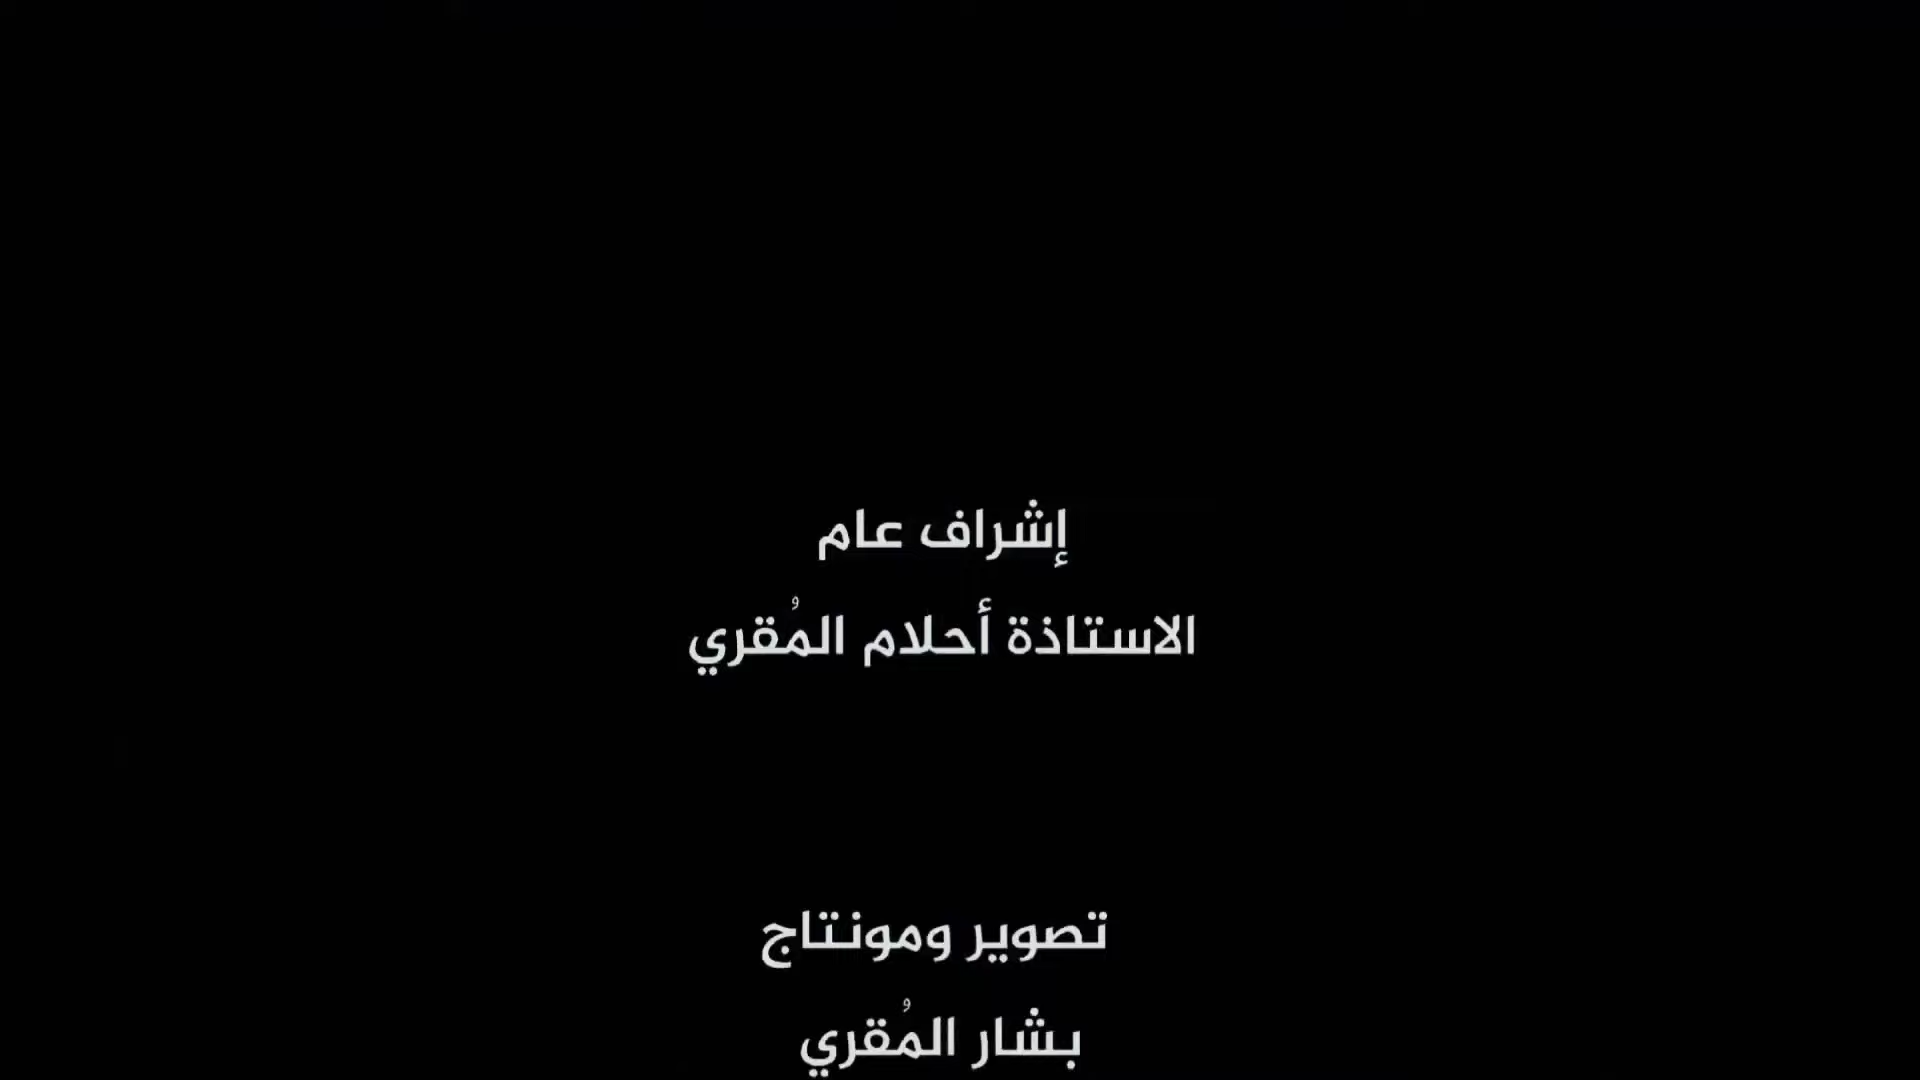 إشراف عام
الاستاذة أحلام المُقري
تصوير ومونتاج
بشار المُقري